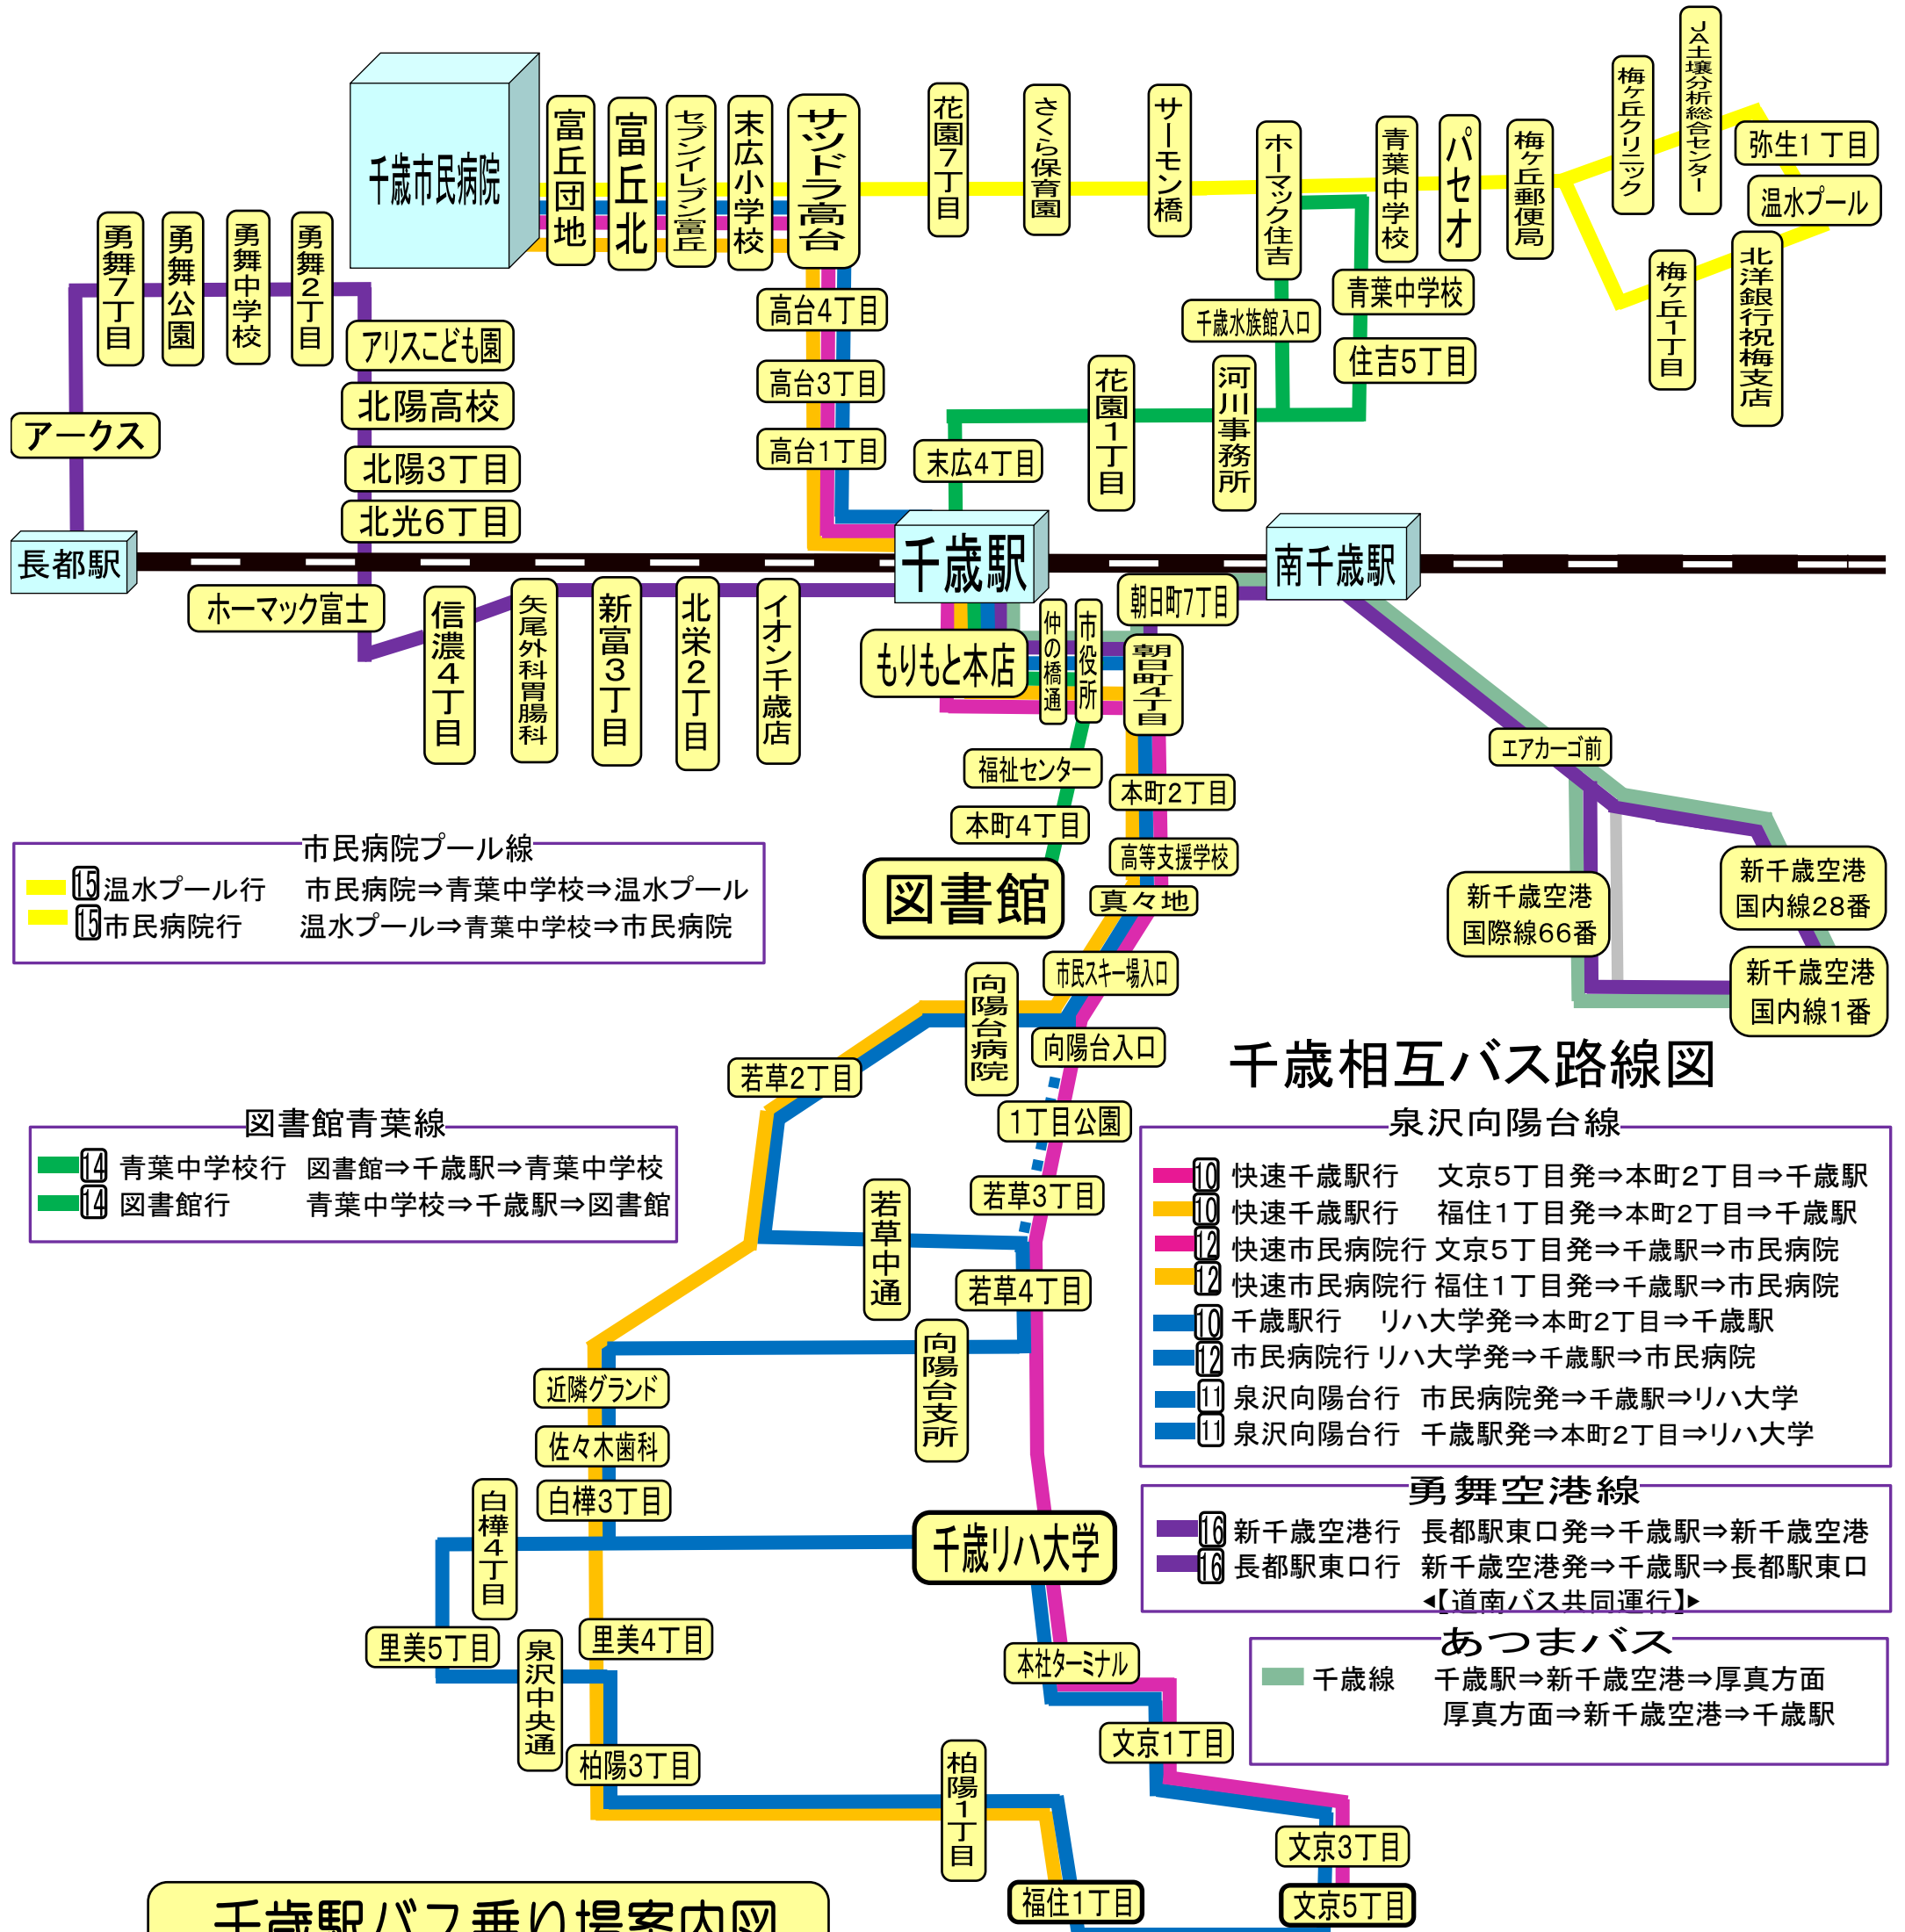 千歳市民病院
富丘団地
富丘北
セブンイレブン富丘
末広小学校
サツドラ高台
花園7丁目
さくら保育園
サーモン橋
ホーマック住吉
青葉中学校
パセオ
梅ヶ丘郵便局
梅ヶ丘クリニック
JA土壌分析総合センター
弥生1丁目
温水プール
北洋銀行祝梅支店
梅ヶ丘1丁目
勇舞7丁目
勇舞公園
勇舞中学校
勇舞2丁目
アリスこども園
北陽高校
北陽3丁目
北光6丁目
アークス
長都駅
高台4丁目
高台3丁目
高台1丁目
千歳水族館入口
青葉中学校
住吉5丁目
花園1丁目
河川事務所
末広4丁目
千歳駅
南千歳駅
ホーマック富士
信濃4丁目
矢尾外科胃腸科
新富3丁目
北栄2丁目
イオン千歳店
もりもと本店
仲の橋通
市役所
朝日町7丁目
朝日町4丁目
エアカーゴ前
福祉センター
本町2丁目
本町4丁目
高等支援学校
図書館
真々地
新千歳空港
国際線66番
新千歳空港
国内線28番
新千歳空港
国内線1番
市民病院プール線
15 温水プール行 市民病院⇒青葉中学校⇒温水プール
15 市民病院行 温水プール⇒青葉中学校⇒市民病院
市民スキー場入口
向陽台病院
向陽台入口
若草2丁目
1丁目公園
若草3丁目
若草中通
若草4丁目
向陽台支所
千歳相互バス路線図
図書館青葉線
14 青葉中学校行 図書館⇒千歳駅⇒青葉中学校
14 図書館行 青葉中学校⇒千歳駅⇒図書館
泉沢向陽台線
10 快速千歳駅行 文京5丁目発⇒本町2丁目⇒千歳駅
10 快速千歳駅行 福住1丁目発⇒本町2丁目⇒千歳駅
12 快速市民病院行 文京5丁目発⇒千歳駅⇒市民病院
12 快速市民病院行 福住1丁目発⇒千歳駅⇒市民病院
10 千歳駅行 リハ大学発⇒本町2丁目⇒千歳駅
12 市民病院行 リハ大学発⇒千歳駅⇒市民病院
11 泉沢向陽台行 市民病院発⇒千歳駅⇒リハ大学
11 泉沢向陽台行 千歳駅発⇒本町2丁目⇒リハ大学
近隣グランド
佐々木歯科
白樺3丁目
白樺4丁目
千歳リハ大学
里美5丁目
泉沢中央通
里美4丁目
柏陽3丁目
柏陽1丁目
本社ターミナル
文京1丁目
文京3丁目
文京5丁目
福住1丁目
勇舞空港線
16 新千歳空港行 長都駅東口発⇒千歳駅⇒新千歳空港
16 長都駅東口行 新千歳空港発⇒千歳駅⇒長都駅東口
◀【道南バス共同運行】▶
あつまバス
千歳線 千歳駅⇒新千歳空港⇒厚真方面
厚真方面⇒新千歳空港⇒千歳駅
千歳駅バス乗り場案内図